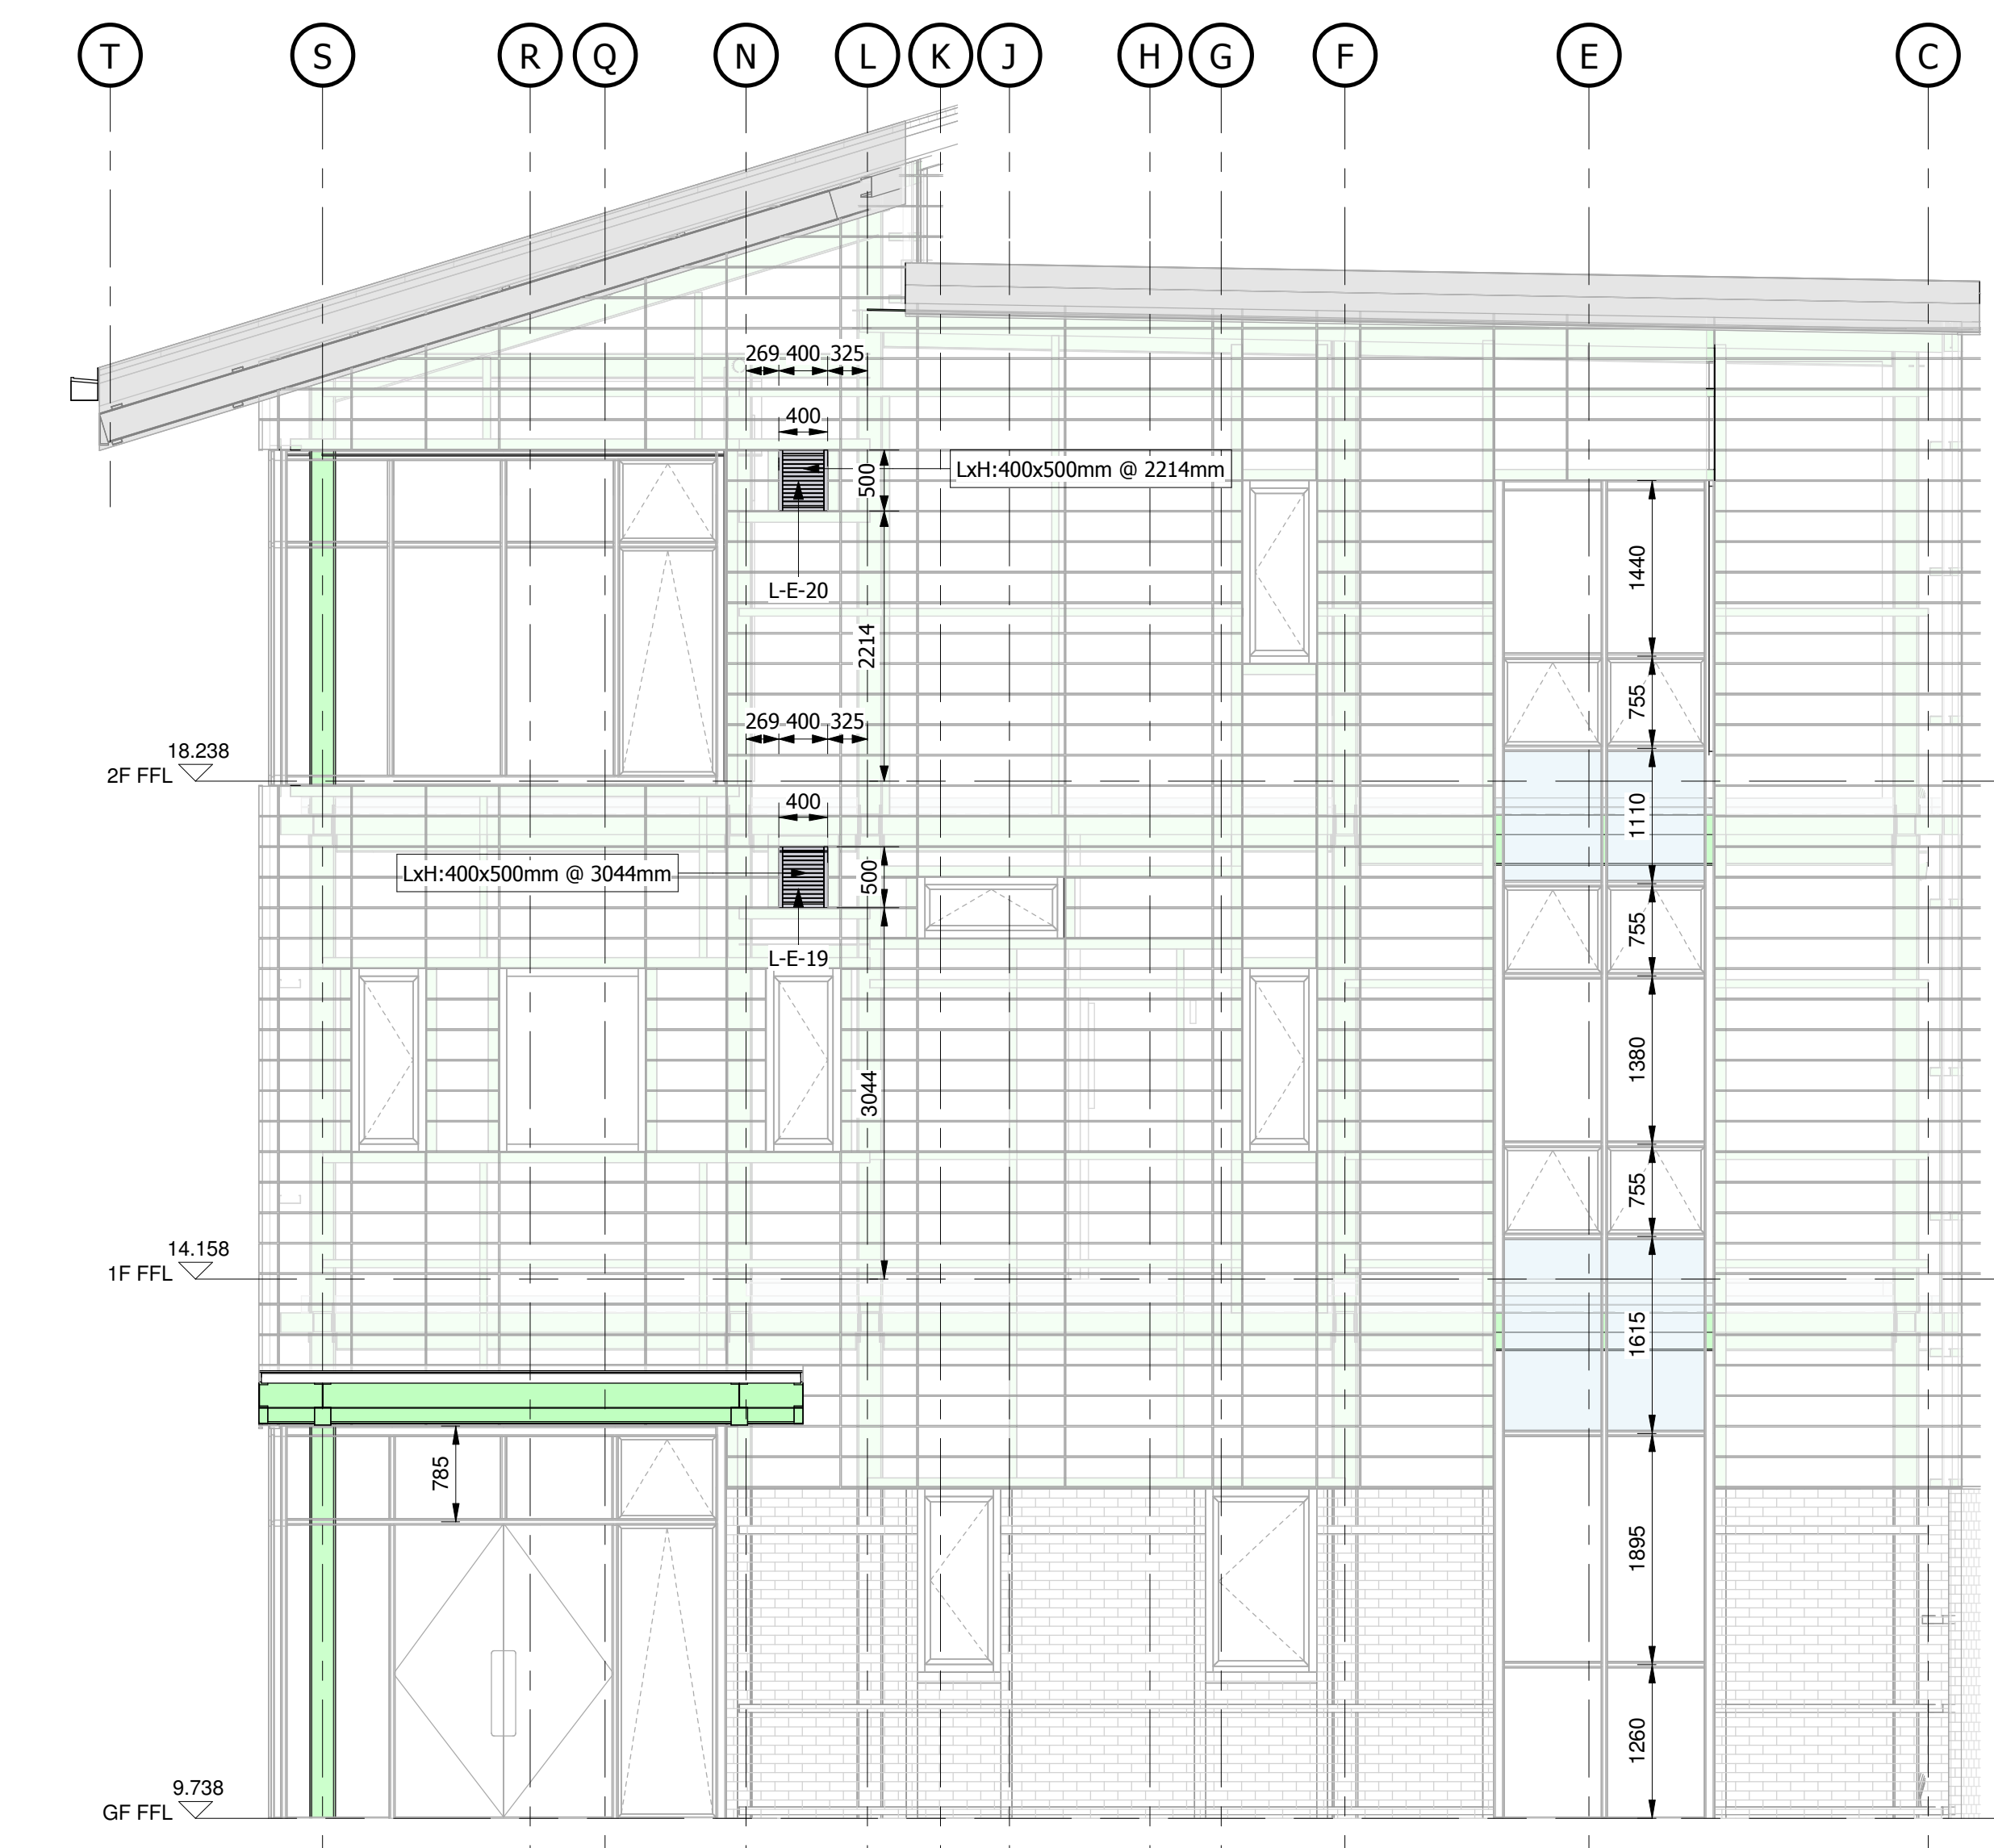 T S R Q N L K J H G F E C
269 400 325
400
500
LxH:400x500mm @ 2214mm
L-E-20
1440
2214
755
269 400 325
18.238
2F FFL
1110
400
500
LxH:400x500mm @ 3044mm
755
L-E-19
1380
3044
755
14.158
1F FFL
1615
785
1895
1260
9.738
GF FFL